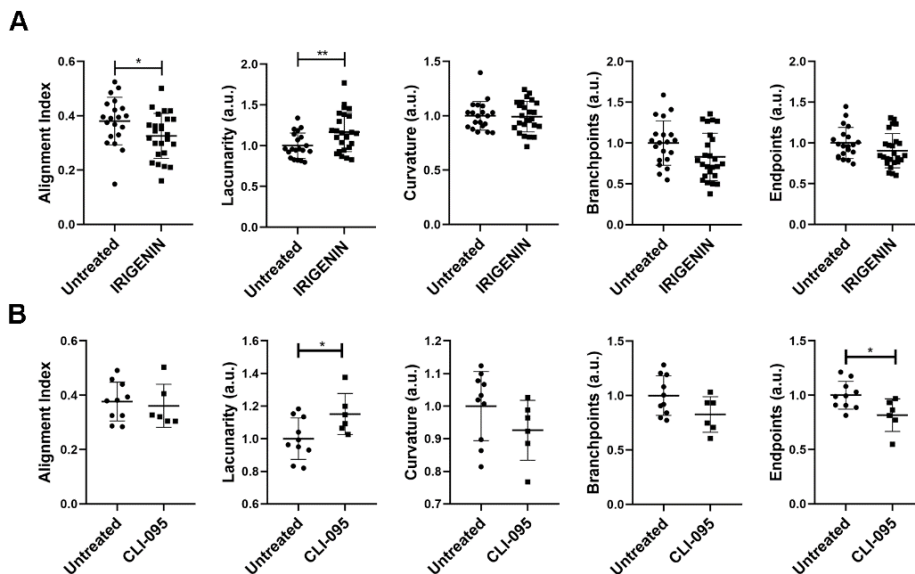 A
Alignment Index
0.6
0.4
0.2
0.0
*
Untreated
IRIGENIN
Lacunarity (a.u.)
2.0
1.5
1.0
0.5
0.0
**
Untreated
IRIGENIN
Curvature (a.u.)
1.5
1.0
0.5
0.0
Untreated
IRIGENIN
Branchpoints (a.u.)
2.0
1.5
1.0
0.5
0.0
Untreated
IRIGENIN
Endpoints (a.u.)
2.0
1.5
1.0
0.5
0.0
Untreated
IRIGENIN
B
Alignment Index
0.6
0.4
0.2
0.0
Untreated
CLI-095
Lacunarity (a.u.)
1.6
1.4
1.2
1.0
0.8
0.6
*
Untreated
CLI-095
Curvature (a.u.)
1.2
1.1
1.0
0.9
0.8
0.7
Untreated
CLI-095
Branchpoints (a.u.)
1.5
1.0
0.5
0.0
Untreated
CLI-095
Endpoints (a.u.)
1.5
1.0
0.5
0.0
*
Untreated
CLI-095